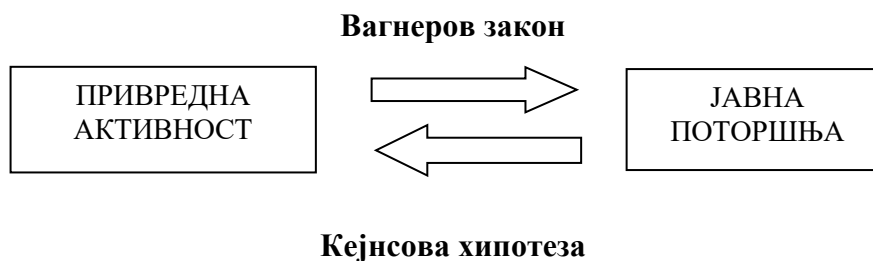 Вагнеров закон
ПРИВРЕДНА
АКТИВНОСТ
ЈАВНА
ПОТОРШЊА
Кејнсова хипотеза